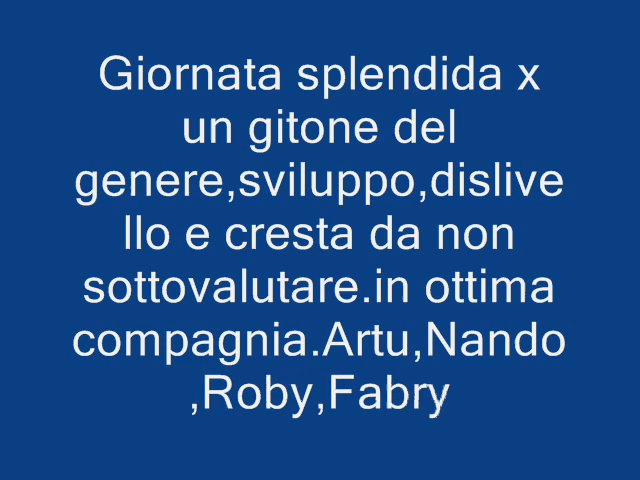 Giornata splendida x
un gitone del
genere,sviluppo,dislive
llo e cresta da non
sottovalutare.in ottima
compagnia.Artu,Nando
,Roby,Fabry